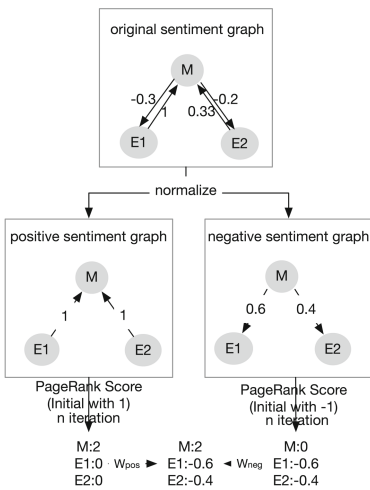 original sentiment graph
M
-0.3
-0.2
1
0.33
E1
E2
normalize
positive sentiment graph
M
1
1
E1
E2
negative sentiment graph
M
0.6
0.4
E1
E2
PageRank Score
(Initial with 1)
n iteration
PageRank Score
(Initial with -1)
n iteration
M:2
E1:0
E2:0
Wpos
M:2
E1:-0.6
E2:-0.4
Wneg
M:0
E1:-0.6
E2:-0.4